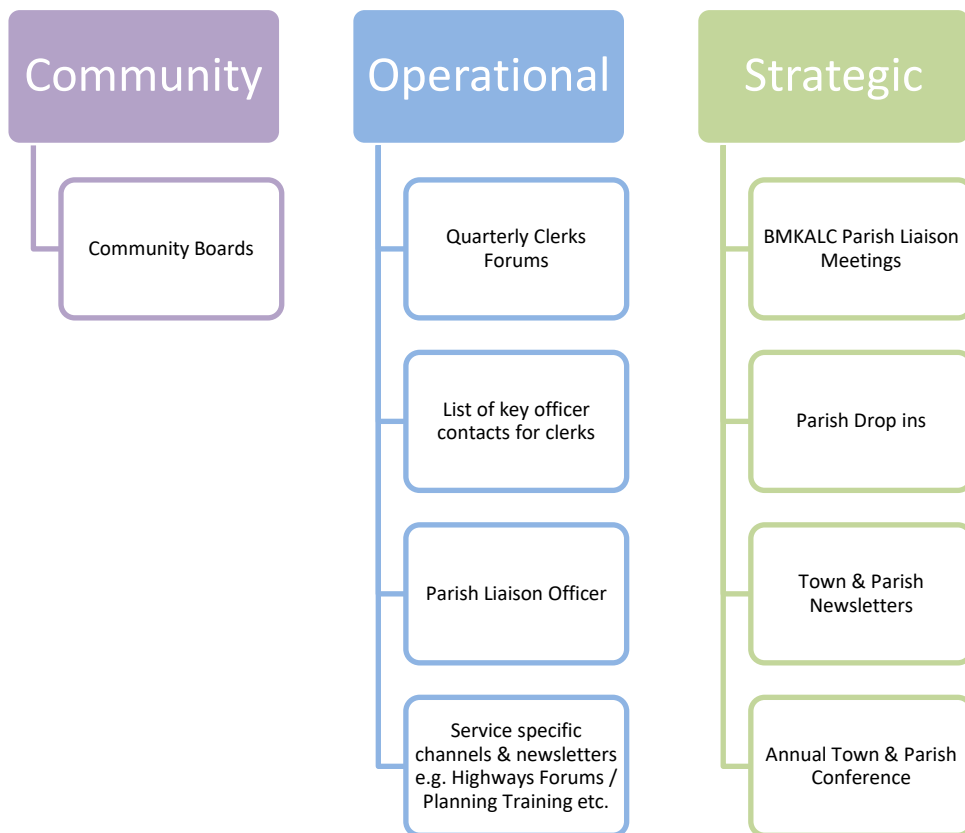 Community
Community Boards
Operational
Quarterly Clerks
Forums
List of key officer
contacts for clerks
Parish Liaison Officer
Service specific
channels & newsletters
e.g. Highways Forums /
Planning Training etc.
Strategic
BMKALC Parish Liaison
Meetings
Parish Drop ins
Town & Parish
Newsletters
Annual Town & Parish
Conference